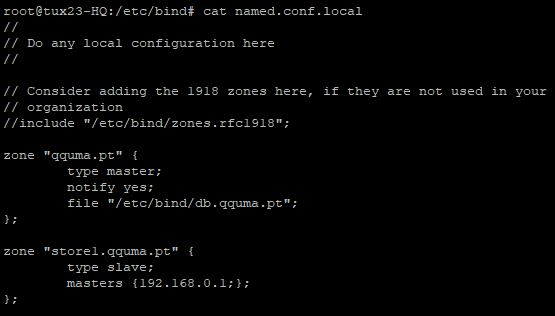 root@tux23-HQ:/etc/bind# cat named.conf.local
//
// Do any local configuration here
//

// Consider adding the 1918 zones here, if they are not used in your
// organization
//include "/etc/bind/zones.rfc1918";

zone "qquma.pt" {
        type master;
        notify yes;
        file "/etc/bind/db.qquma.pt";
};

zone "store1.qquma.pt" {
        type slave;
        masters {192.168.0.1;};
};